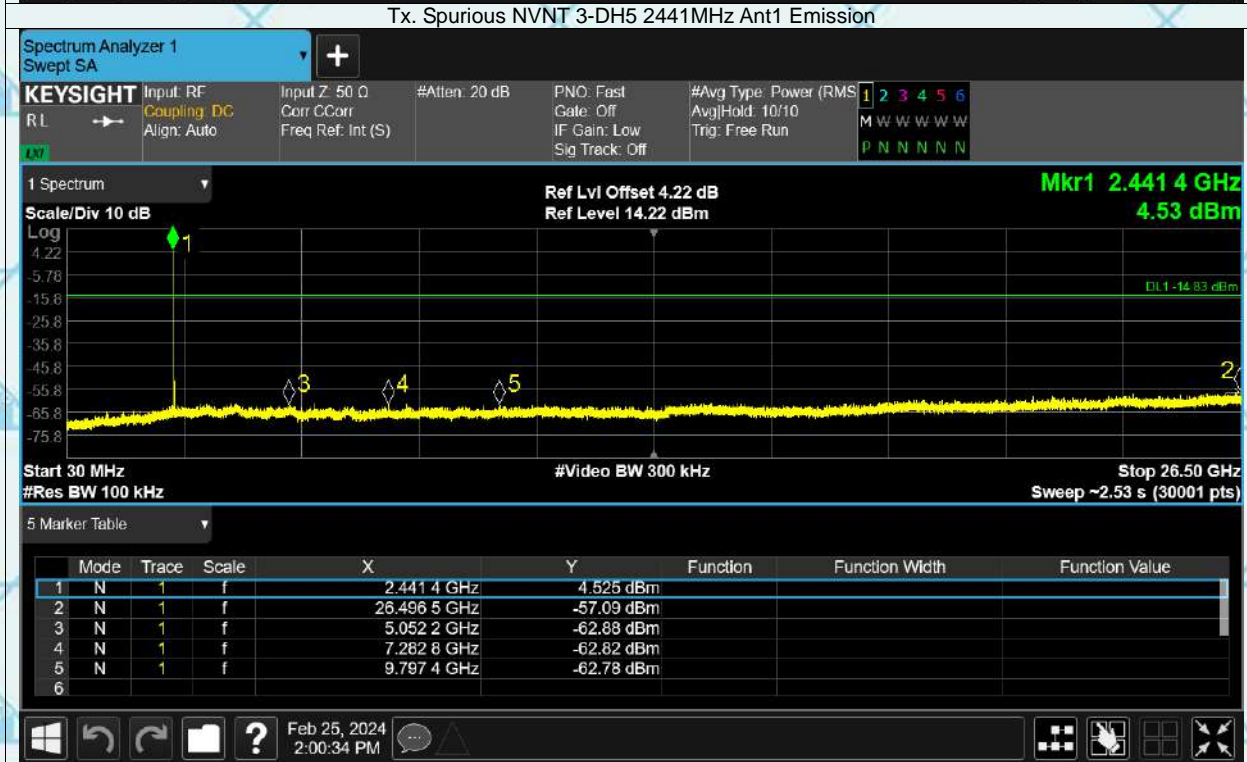 Tx. Spurious NVNT 3-DH5 2441MHz Ant1 Emission
Spectrum Analyzer 1
Swept SA
+
KEYSIGHT Input: RF Input Z: 50 Ω #Atten: 20 dB PNO: Fast #Avg Type: Power (RMS 1 2 3 4 5 6
RL Coupling: DC Corr CCorr Gate: Off Avg|Hold: 10/10 M W W W W W
Align: Auto Freq Ref: Int (S) IF Gain: Low Trig: Free Run
LXI Sig Track: Off P N N N N N
1 Spectrum Ref Lvl Offset 4.22 dB Mkr1 2.441 4 GHz
Scale/Div 10 dB Ref Level 14.22 dBm 4.53 dBm
Log
1
4.22
-5.78
DL1 -14.83 dBm
-15.8
-25.8
-35.8
-45.8
2
3 4 5
-55.8
-65.8
-75.8
Start 30 MHz #Video BW 300 kHz Stop 26.50 GHz
#Res BW 100 kHz Sweep ~2.53 s (30001 pts)
5 Marker Table
Mode Trace Scale X Y Function Function Width Function Value
1 N 1 f 2.441 4 GHz 4.525 dBm
2 N 1 f 26.496 5 GHz -57.09 dBm
3 N 1 f 5.052 2 GHz -62.88 dBm
4 N 1 f 7.282 8 GHz -62.82 dBm
5 N 1 f 9.797 4 GHz -62.78 dBm
6
? Feb 25, 2024
2:00:34 PM